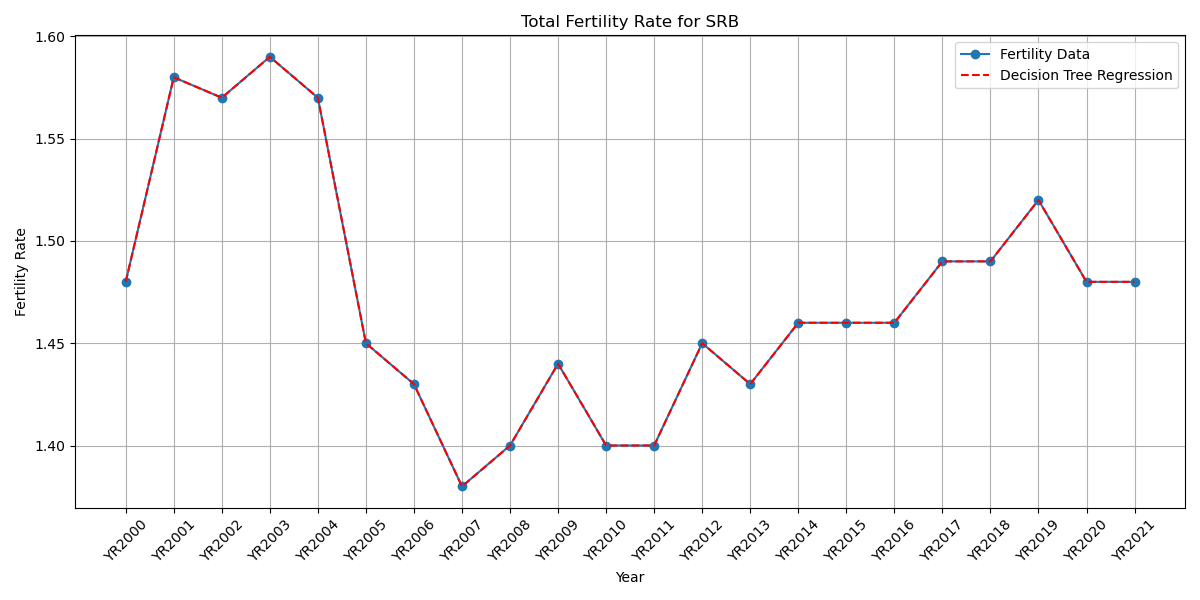 Total Fertility Rate for SRB
Fertility Data
Decision Tree Regression
Fertility Rate
1.60
1.55
1.50
1.45
1.40
YR2000
YR2001
YR2002
YR2003
YR2004
YR2005
YR2006
YR2007
YR2008
YR2009
YR2010
YR2011
YR2012
YR2013
YR2014
YR2015
YR2016
YR2017
YR2018
YR2019
YR2020
YR2021
Year